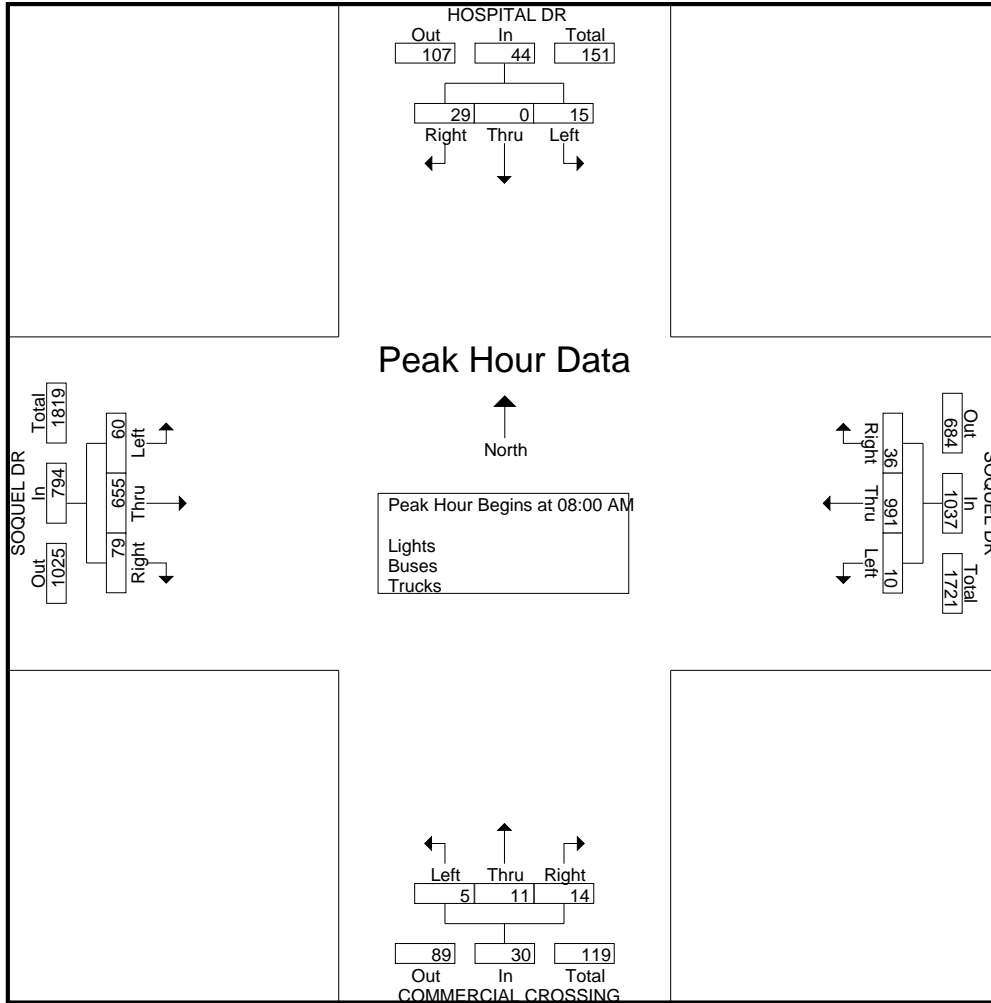 HOSPITAL DR
Out In Total
107 44 151
29 0 15
Right Thru Left
Peak Hour Data
North
Peak Hour Begins at 08:00 AM
Lights
Buses
Trucks
SOQUEL DR
Total In Out
1819 794 1025
60 655 79
Left Thru Right
SOQUEL DR
Out In Total
684 1037 1721
36 991 10
Right Thru Left
Left Thru Right
5 11 14
89 30 119
Out In Total
COMMERCIAL CROSSING